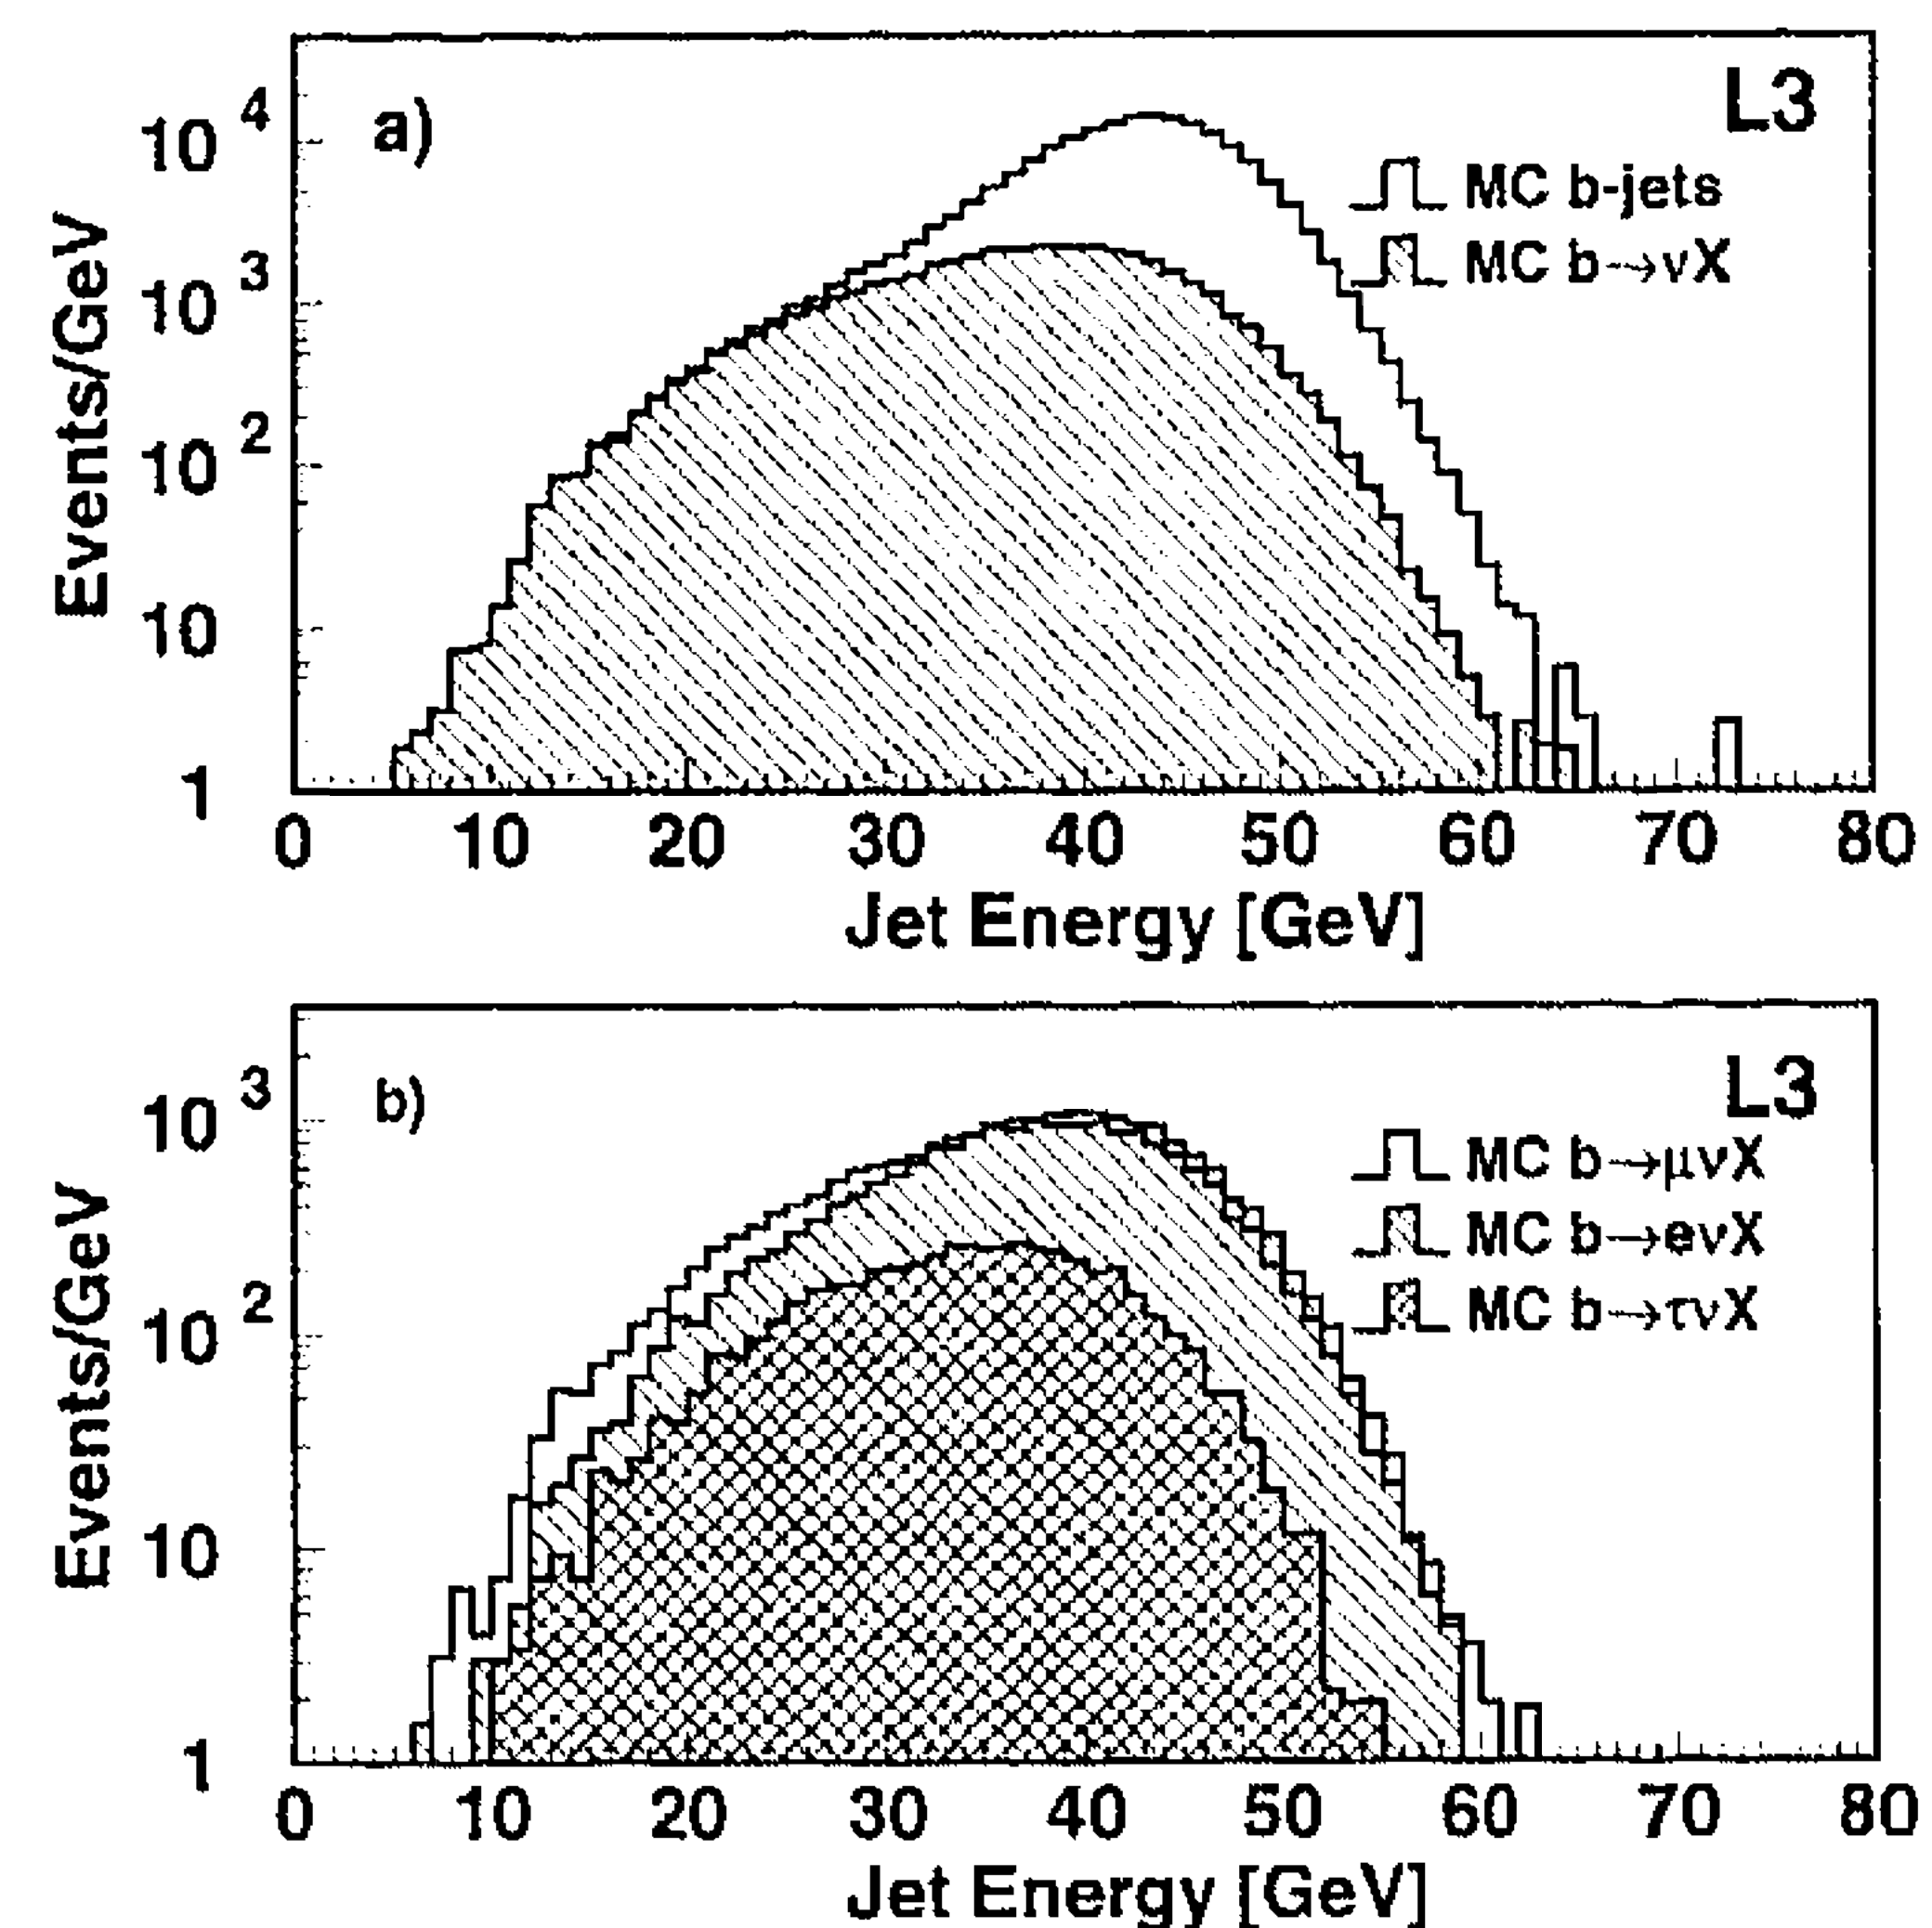 a)
L3
MC b-jets
MC b→νX
Events/GeV
10 4
10 3
10 2
10
1
0 10 20 30 40 50 60 70 80
Jet Energy [GeV]
b)
L3
MC b→μνX
MC b→eνX
MC b→τνX
Events/GeV
10 3
10 2
10
1
0 10 20 30 40 50 60 70 80
Jet Energy [GeV]